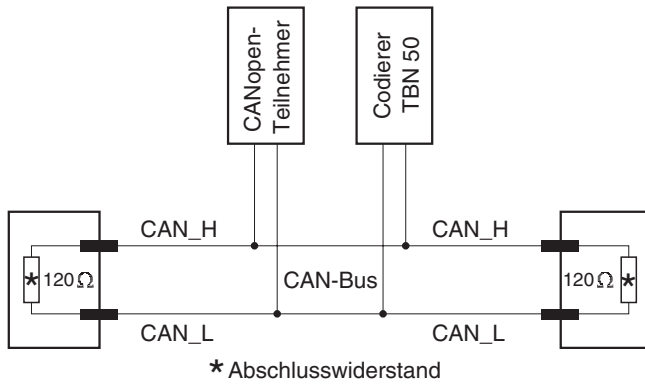 CANopen-
Teilnehmer
Codierer
TBN 50
CAN_H
CAN_H
* 120 Ω
CAN-Bus
120 Ω *
CAN_L
CAN_L
* Abschlusswiderstand